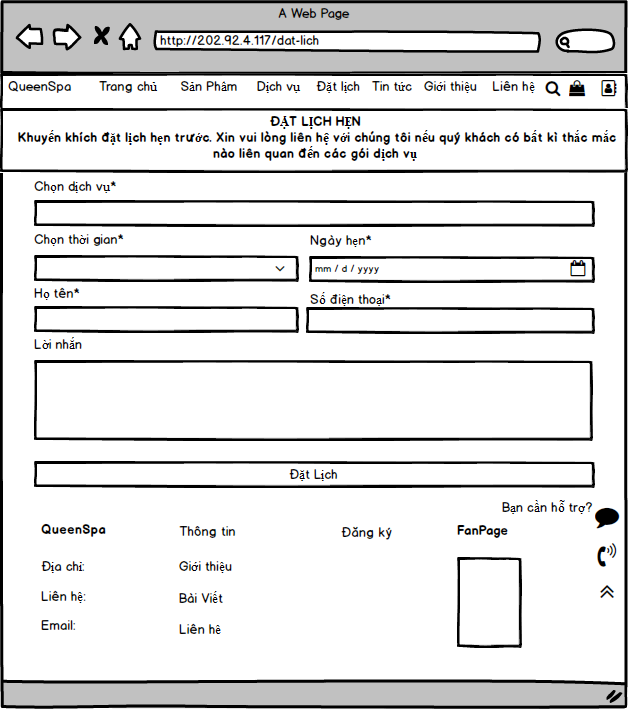 A Web Page
http://202.92.4.117/dat-lich
QueenSpa Trang chủ Sản Phẩm Dịch vụ Đặt lịch Tin tức Giới thiệu Liên hệ
ĐẶT LỊCH HẸN
Khuyến khích đặt lịch hẹn trước. Xin vui lòng liên hệ với chúng tôi nếu quý khách có bất kì thắc mắc
nào liên quan đến các gói dịch vụ
Chọn dịch vụ*
Chọn thời gian* Ngày hẹn*
mm / d / yyyy
Họ tên* Số điện thoại*
Lời nhắn
Đặt Lịch
Bạn cần hỗ trợ?
QueenSpa Thông tin Đăng ký FanPage
Địa chỉ: Giới thiệu
Liên hệ: Bài Viết
Email: Liên hệ